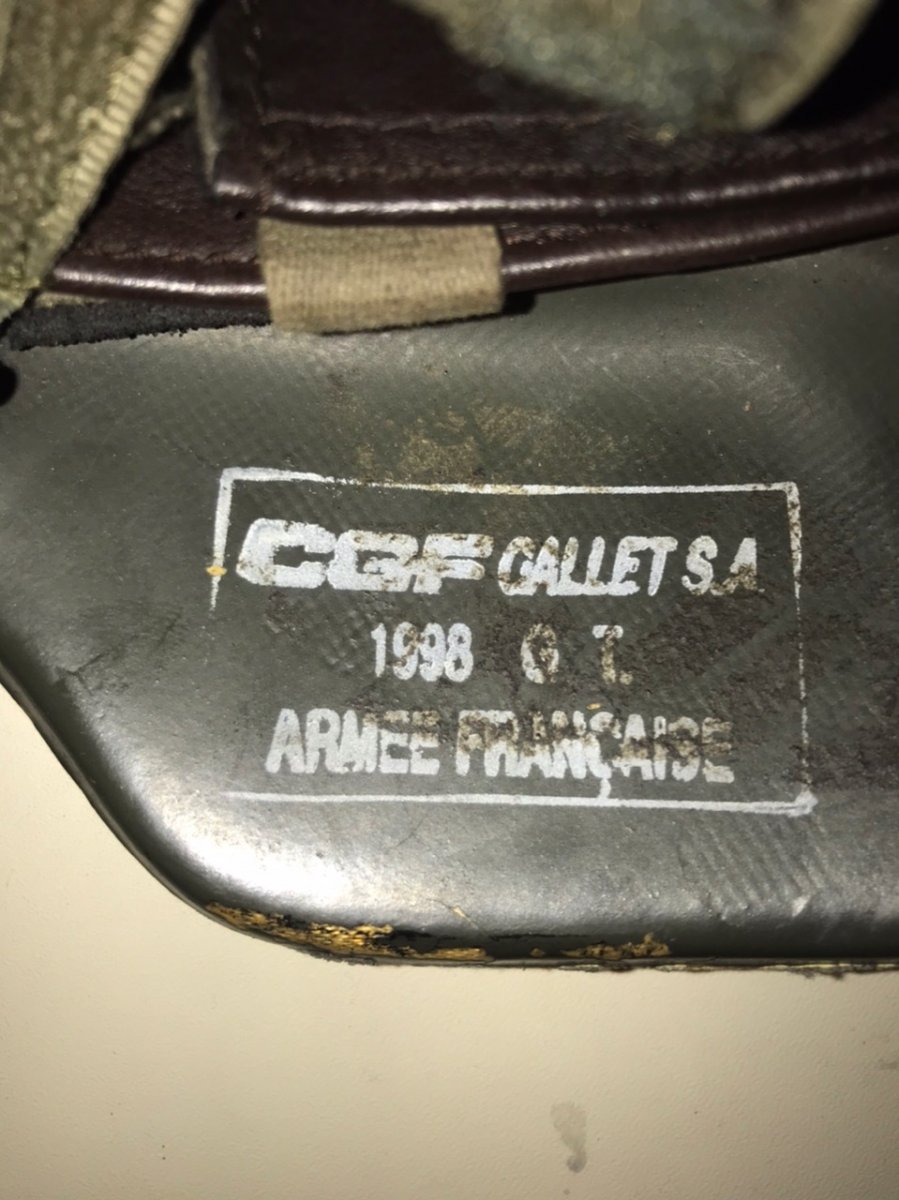 CGF GALLET S.A
1998 G T.
ARMEE FRANÇAISE